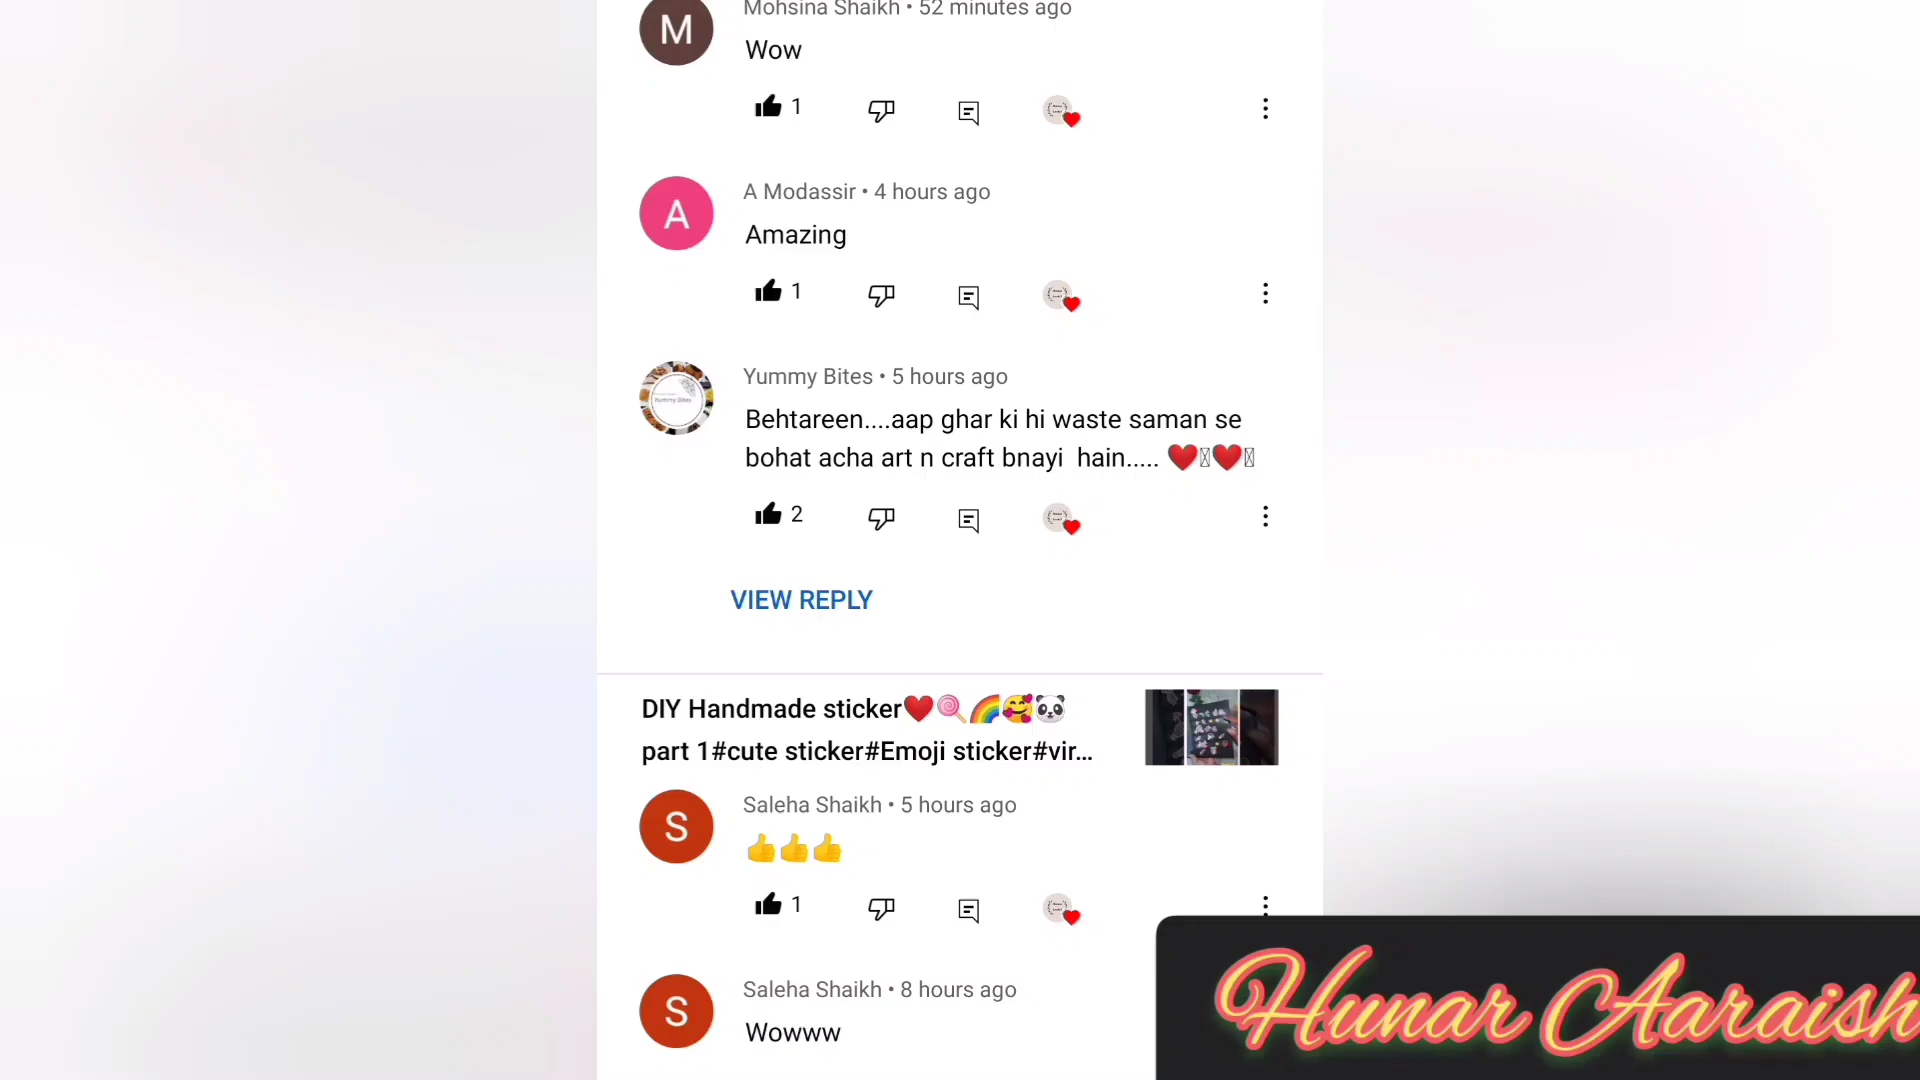 Mohsina Shaikh • 52 minutes ago
M
Wow
1
A Modassir • 4 hours ago
A
Amazing
1
Yummy Bites • 5 hours ago
Yummy Bites
Behtareen....aap ghar ki hi waste saman se
bohat acha art n craft bnayi hain..... ❤️❤️
2
VIEW REPLY
DIY Handmade sticker❤️🍭🌈🥰🐼
part 1#cute sticker#Emoji sticker#vir...
Saleha Shaikh • 5 hours ago
S
👍👍👍
1
Saleha Shaikh • 8 hours ago
S
Wowww
Hunar Aaraish